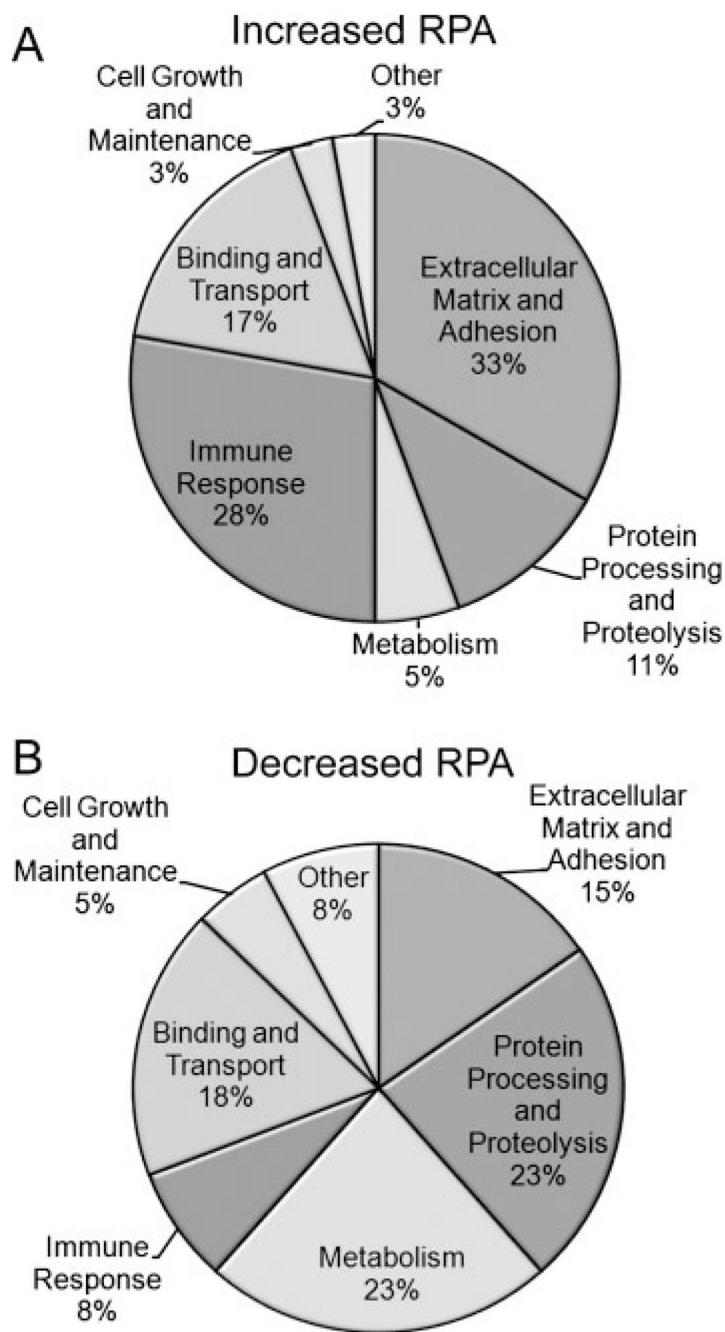 A
Increased RPA
Cell Growth
and
Maintenance
3%
Other
3%
Extracellular
Matrix and
Adhesion
33%
Binding and
Transport
17%
Immune
Response
28%
Protein
Processing
and
Proteolysis
11%
Metabolism
5%
B
Decreased RPA
Cell Growth
and
Maintenance
5%
Other
8%
Extracellular
Matrix and
Adhesion
15%
Binding and
Transport
18%
Protein
Processing
and
Proteolysis
23%
Immune
Response
8%
Metabolism
23%